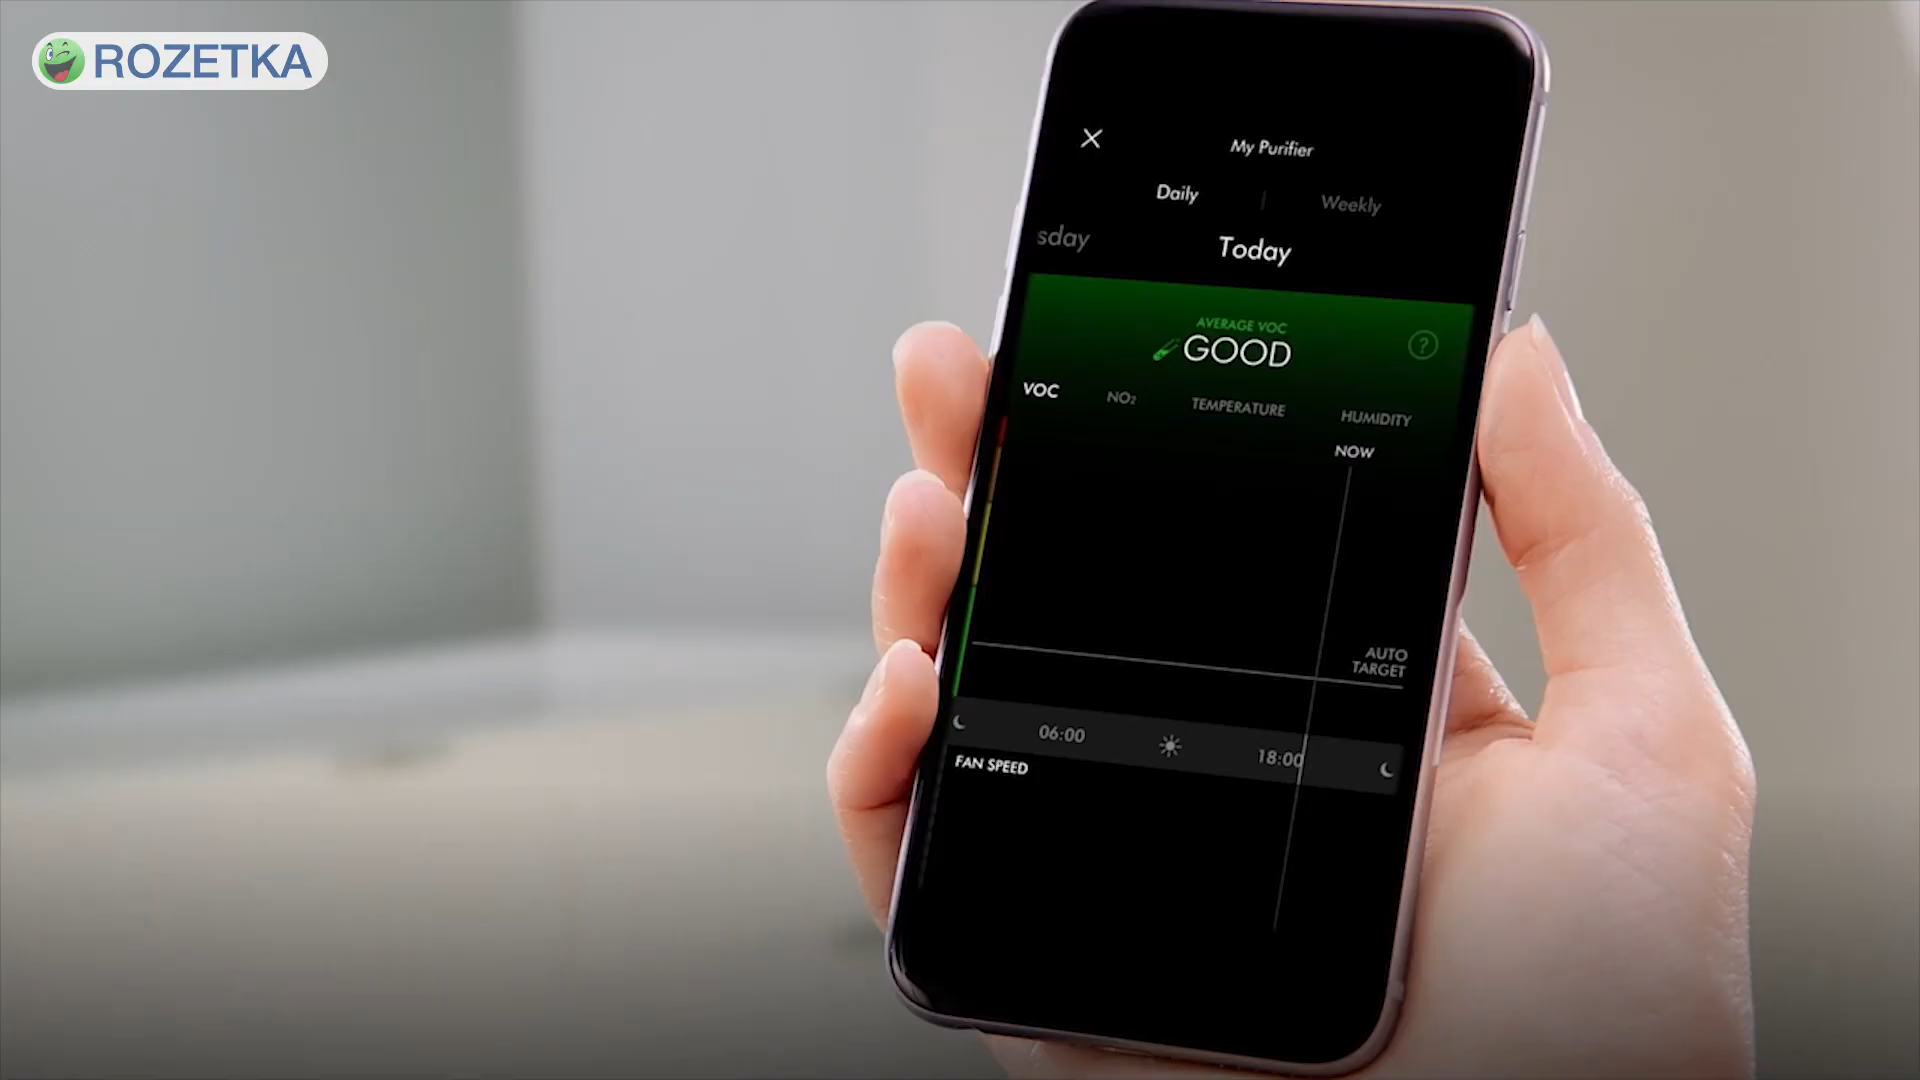 ROZETKA
My Purifier
Daily | Weekly
sday Today
AVERAGE VOC
GOOD ?
VOC NO₂ TEMPERATURE HUMIDITY
NOW
AUTO
TARGET
06:00 18:00
FAN SPEED